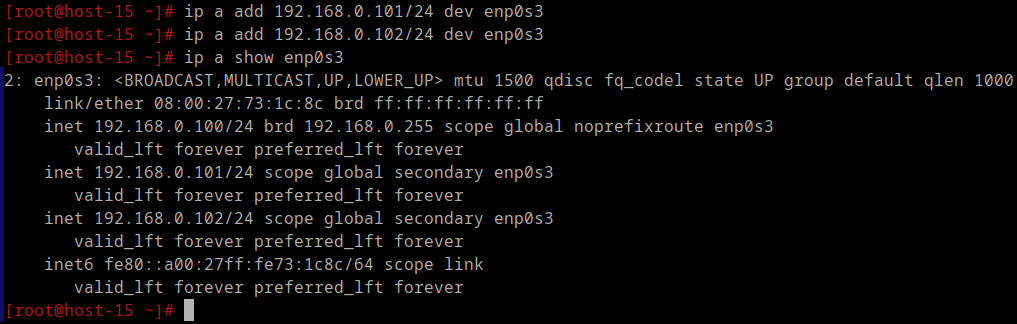 [root@host-15 ~]# ip a add 192.168.0.101/24 dev enp0s3
[root@host-15 ~]# ip a add 192.168.0.102/24 dev enp0s3
[root@host-15 ~]# ip a show enp0s3
2: enp0s3: <BROADCAST,MULTICAST,UP,LOWER_UP> mtu 1500 qdisc fq_codel state UP group default qlen 1000
    link/ether 08:00:27:73:1c:8c brd ff:ff:ff:ff:ff:ff
    inet 192.168.0.100/24 brd 192.168.0.255 scope global noprefixroute enp0s3
       valid_lft forever preferred_lft forever
    inet 192.168.0.101/24 scope global secondary enp0s3
       valid_lft forever preferred_lft forever
    inet 192.168.0.102/24 scope global secondary enp0s3
       valid_lft forever preferred_lft forever
    inet6 fe80::a00:27ff:fe73:1c8c/64 scope link
       valid_lft forever preferred_lft forever
[root@host-15 ~]#